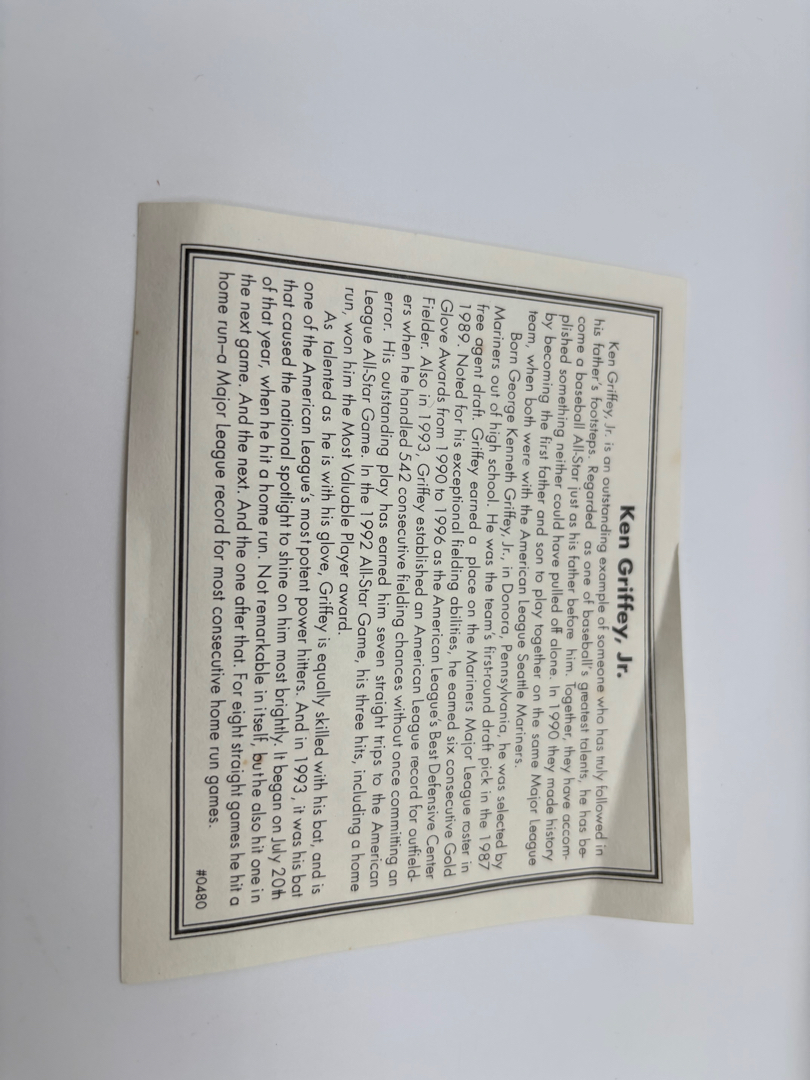 Ken Griffey, Jr.
Ken Griffey, Jr. is an outstanding example of someone who has truly followed in
his father's footsteps. Regarded as one of baseball's greatest talents, he has be-
come a baseball All-Star just as his father before him. Together, they have accom-
plished something neither could have pulled off alone. In 1990 they made history
by becoming the first father and son to play together on the same Major League
team, when both were with the American League Seattle Mariners.
Born George Kenneth Griffey, Jr., in Donora, Pennsylvania, he was selected by
Mariners out of high school. He was the team's first-round draft pick in the 1987
free agent draft. Griffey earned a place on the Mariners Major League roster in
1989. Noted for his exceptional fielding abilities, he earned six consecutive Gold
Glove Awards from 1990 to 1996 as the American League's Best Defensive Center
Fielder. Also in 1993, Griffey established an American League record for outfield-
ers when he handled 542 consecutive fielding chances without once committing an
error. His outstanding play has earned him seven straight trips to the American
League All-Star Game. In the 1992 All-Star Game, his three hits, including a home
run, won him the Most Valuable Player award.
As talented as he is with his glove, Griffey is equally skilled with his bat, and is
one of the American League's most potent power hitters. And in 1993, it was his bat
that caused the national spotlight to shine on him most brightly. It began on July 20th
of that year, when he hit a home run. Not remarkable in itself, but he also hit one in
the next game. And the next. And the one after that. For eight straight games he hit a
home run—a Major League record for most consecutive home run games.
#0480